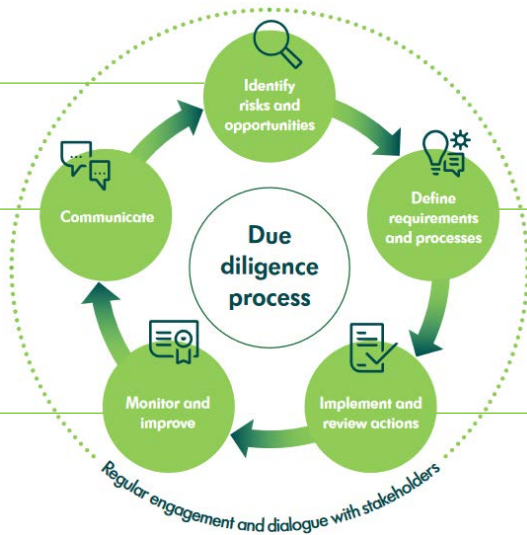 Identify
risks and
opportunities
Define
requirements
and processes
Implement and
review actions
Monitor and
improve
Communicate
Due
diligence
process
Regular engagement and dialogue with stakeholders